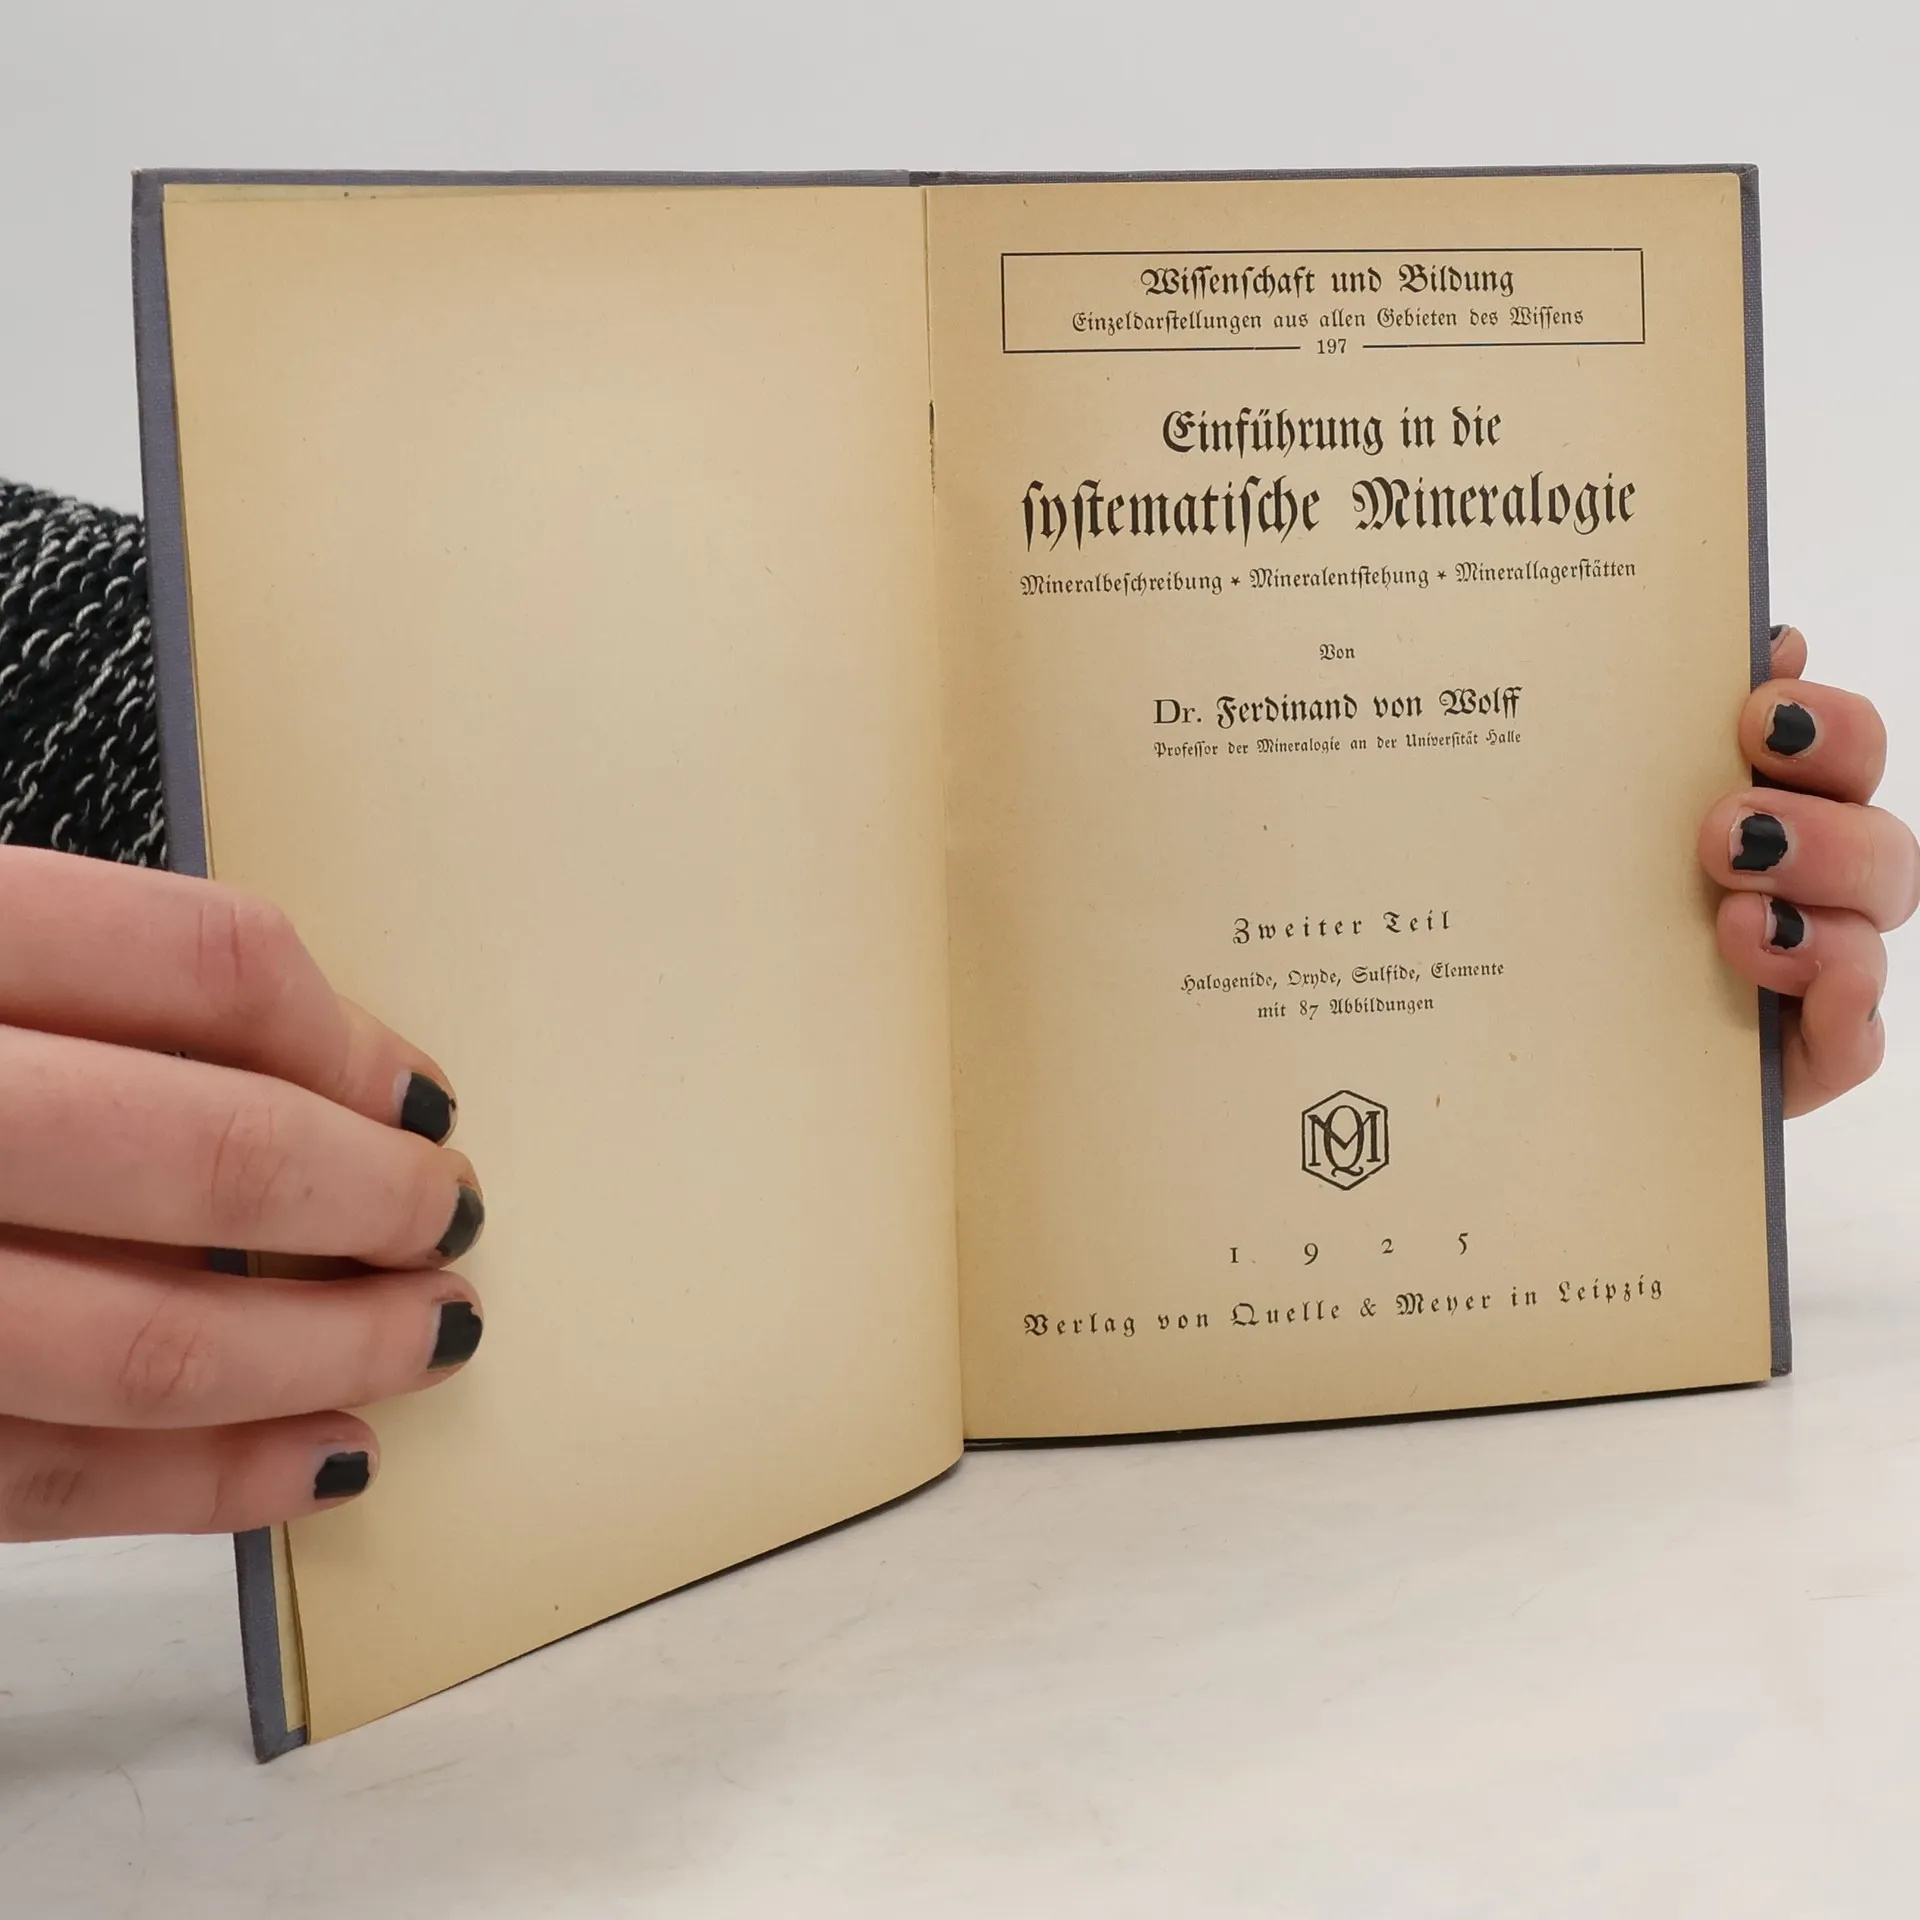 Wissenschaft und Bildung
Einzeldarstellungen aus allen Gebieten des Wissens
197
Einführung in die
systematische Mineralogie
Mineralbeschreibung * Mineralentstehung * Minerallagerstätten
Von
Dr. Ferdinand von Wolff
Professor der Mineralogie an der Universität Halle
Zweiter Teil
Halogenide, Oxyde, Sulfide, Elemente
mit 87 Abbildungen
QM
1925
Verlag von Quelle & Meyer in Leipzig